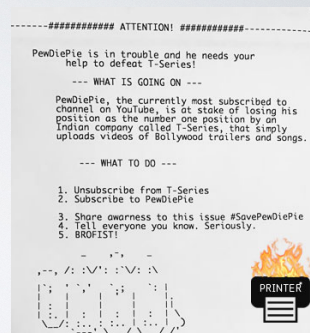 ------############ ATTENTION! ############---------
PewDiePie is in trouble and he needs your
help to defeat T-Series!
--- WHAT IS GOING ON ---
PewDiePie, the currently most subscribed to
channel on YouTube, is at stake of losing his
position as the number one position by an
Indian company called T-Series, that simply
uploads videos of Bollywood trailers and songs.
--- WHAT TO DO ---
1. Unsubscribe from T-Series
2. Subscribe to PewDiePie
3. Share awarness to this issue #SavePewDiePie
4. Tell everyone you know. Seriously.
5. BROFIST!
PRINTER